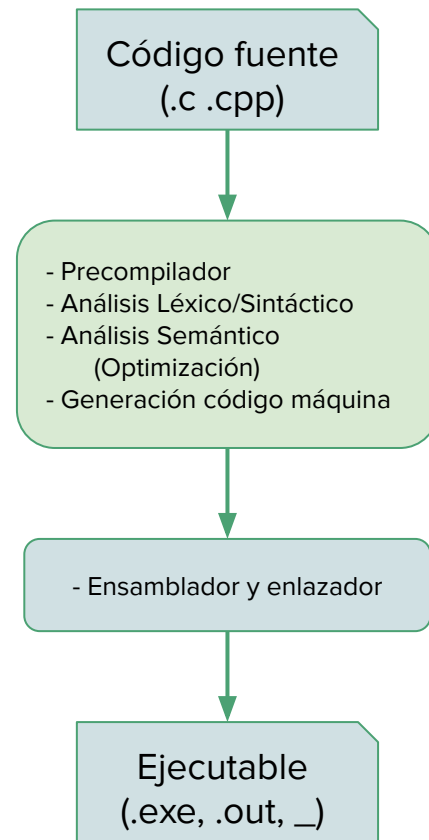 Código fuente
(.c .cpp)
- Precompilador
- Análisis Léxico/Sintáctico
- Análisis Semántico
(Optimización)
- Generación código máquina
- Ensamblador y enlazador
Ejecutable
(.exe, .out, _)